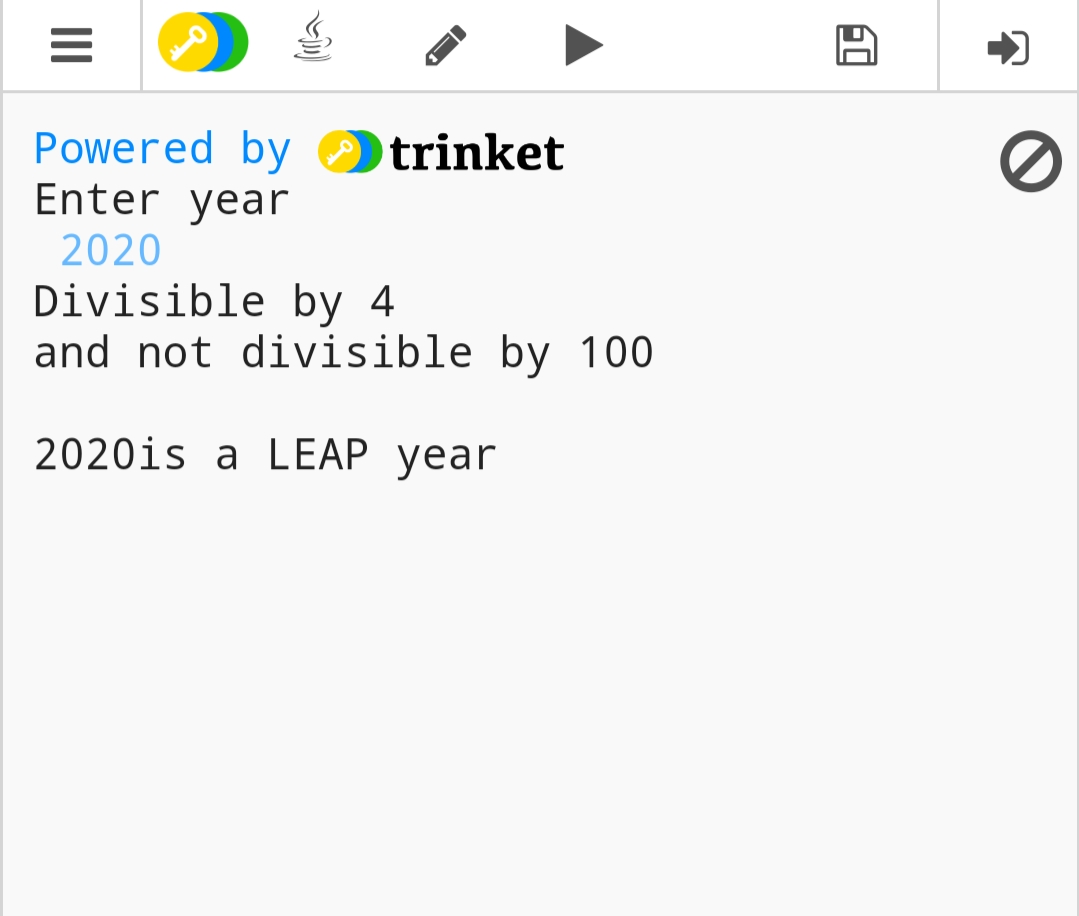 Powered by trinket
Enter year
2020
Divisible by 4
and not divisible by 100
2020is a LEAP year